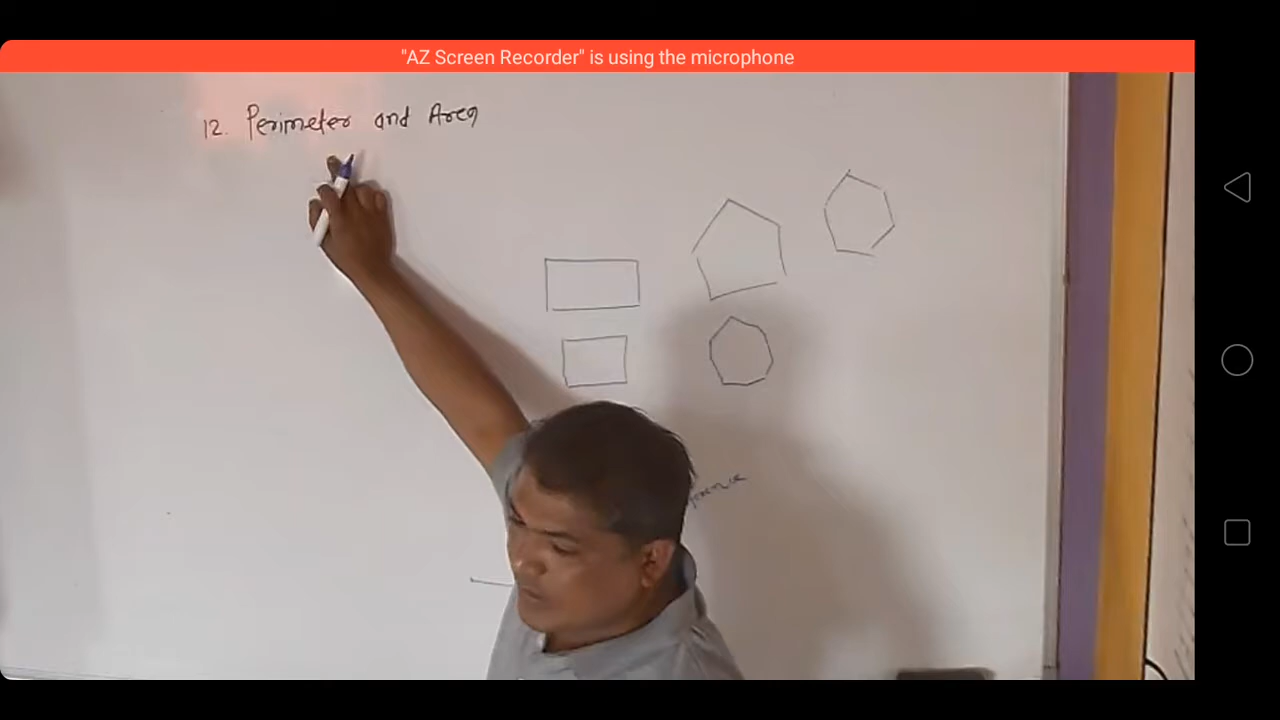 "AZ Screen Recorder" is using the microphone
12. Perimeter and Area